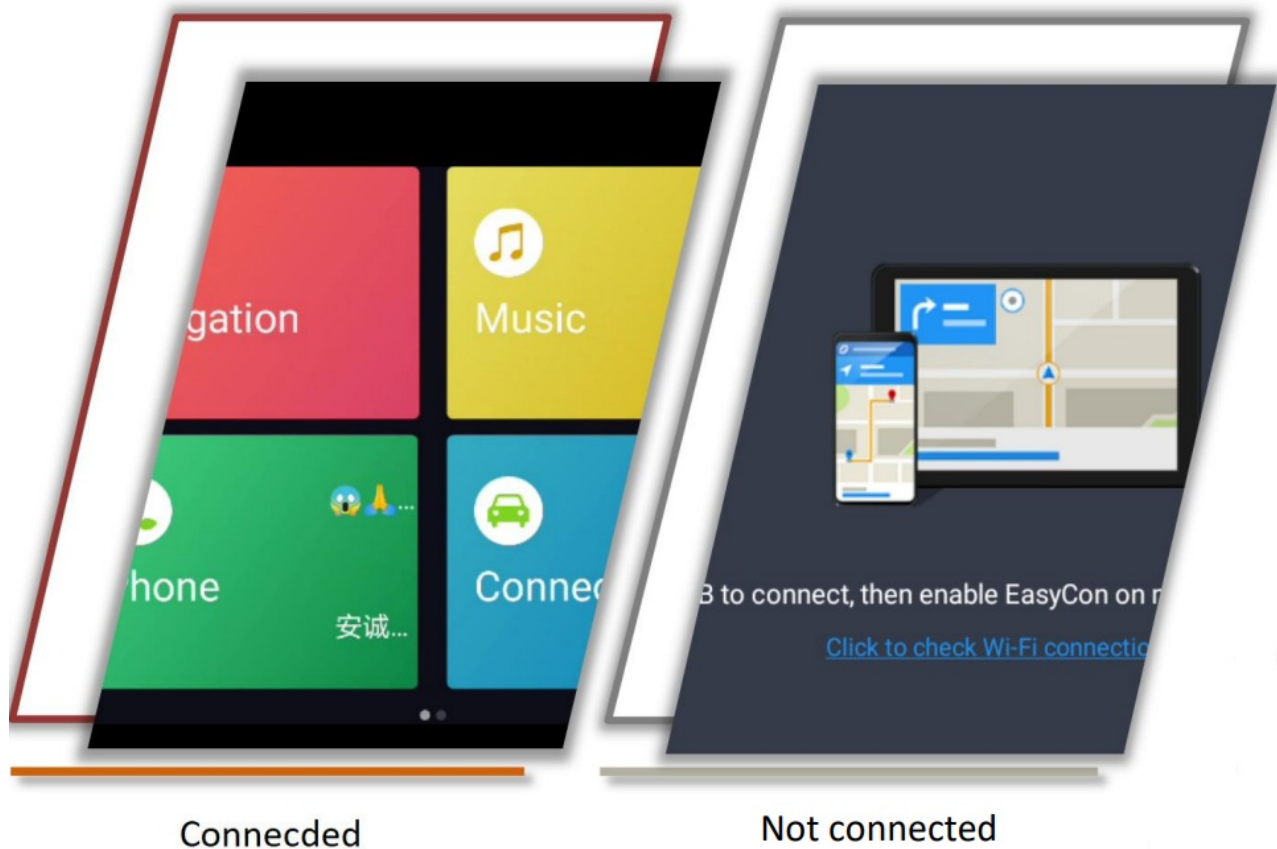 gation
Music
😱🙏...
hone
安诚...
Connec
B to connect, then enable EasyCon on
Click to check Wi-Fi connectio
Connecded
Not connected